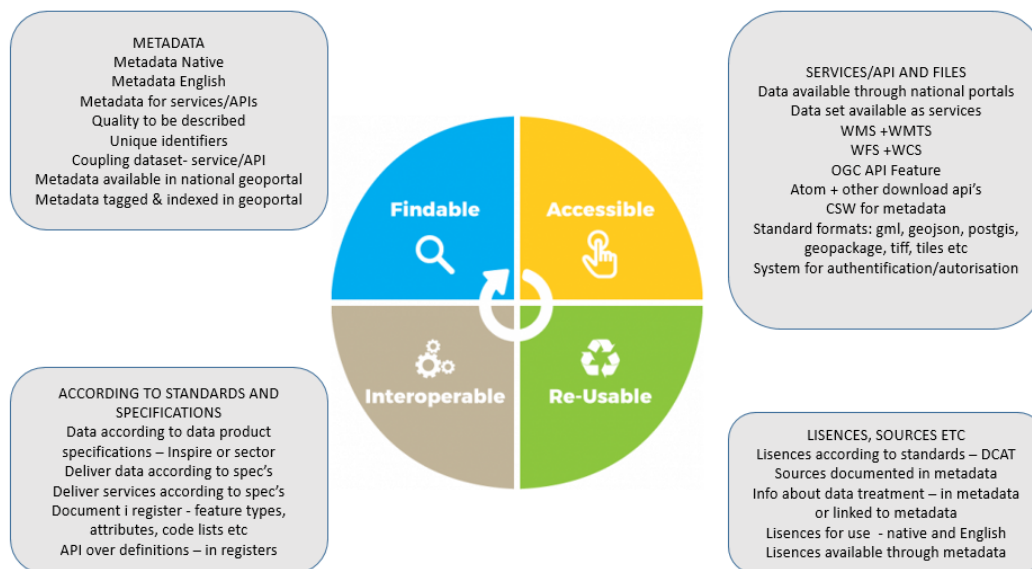 METADATA
Metadata Native
Metadata English
Metadata for services/APIs
Quality to be described
Unique identifiers
Coupling dataset- service/API
Metadata available in national geoportal
Metadata tagged & indexed in geoportal
SERVICES/API AND FILES
Data available through national portals
Data set available as services
WMS +WMTS
WFS +WCS
OGC API Feature
Atom + other download api's
CSW for metadata
Standard formats: gml, geojson, postgis,
geopackage, tiff, tiles etc
System for authentification/autorisation
Findable
Accessible
Interoperable
Re-Usable
ACCORDING TO STANDARDS AND
SPECIFICATIONS
Data according to data product
specifications – Inspire or sector
Deliver data according to spec's
Deliver services according to spec's
Document i register - feature types,
attributes, code lists etc
API over definitions – in registers
LISENCES, SOURCES ETC
Lisences according to standards – DCAT
Sources documented in metadata
Info about data treatment – in metadata
or linked to metadata
Lisences for use  - native and English
Lisences available through metadata